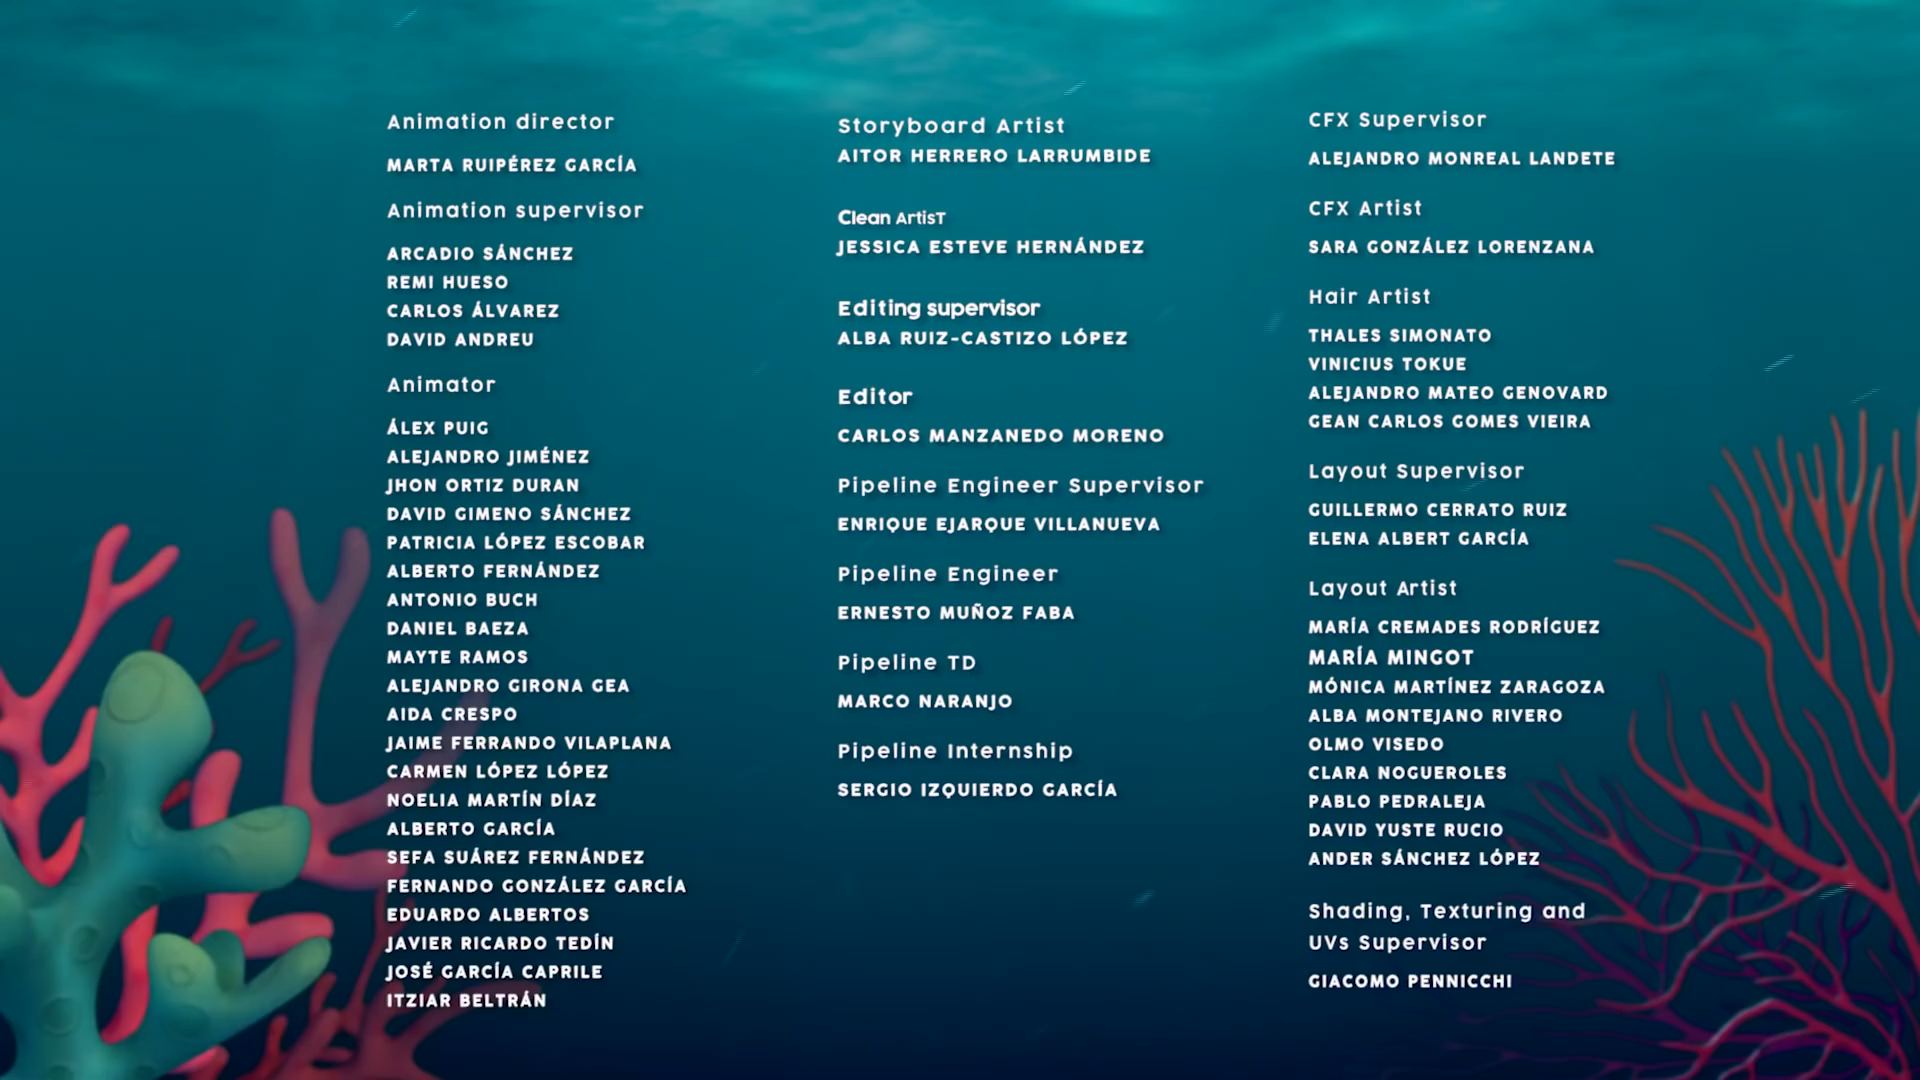 Animation director
MARTA RUIPÉREZ GARCÍA
Animation supervisor
ARCADIO SÁNCHEZ
REMI HUESO
CARLOS ÁLVAREZ
DAVID ANDREU
Animator
ÁLEX PUIG
ALEJANDRO JIMÉNEZ
JHON ORTIZ DURAN
DAVID GIMENO SÁNCHEZ
PATRICIA LÓPEZ ESCOBAR
ALBERTO FERNÁNDEZ
ANTONIO BUCH
DANIEL BAEZA
MAYTE RAMOS
ALEJANDRO GIRONA GEA
AIDA CRESPO
JAIME FERRANDO VILAPLANA
CARMEN LÓPEZ LÓPEZ
NOELIA MARTÍN DÍAZ
ALBERTO GARCÍA
SEFA SUÁREZ FERNÁNDEZ
FERNANDO GONZÁLEZ GARCÍA
EDUARDO ALBERTOS
JAVIER RICARDO TEDÍN
JOSÉ GARCÍA CAPRILE
ITZIAR BELTRÁN
Storyboard Artist
AITOR HERRERO LARRUMBIDE
Clean ArtisT
JESSICA ESTEVE HERNÁNDEZ
Editing supervisor
ALBA RUIZ-CASTIZO LÓPEZ
Editor
CARLOS MANZANEDO MORENO
Pipeline Engineer Supervisor
ENRIQUE EJARQUE VILLANUEVA
Pipeline Engineer
ERNESTO MUÑOZ FABA
Pipeline TD
MARCO NARANJO
Pipeline Internship
SERGIO IZQUIERDO GARCÍA
CFX Supervisor
ALEJANDRO MONREAL LANDETE
CFX Artist
SARA GONZÁLEZ LORENZANA
Hair Artist
THALES SIMONATO
VINICIUS TOKUE
ALEJANDRO MATEO GENOVARD
GEAN CARLOS GOMES VIEIRA
Layout Supervisor
GUILLERMO CERRATO RUIZ
ELENA ALBERT GARCÍA
Layout Artist
MARÍA CREMADES RODRÍGUEZ
MARÍA MINGOT
MÓNICA MARTÍNEZ ZARAGOZA
ALBA MONTEJANO RIVERO
OLMO VISEDO
CLARA NOGUEROLES
PABLO PEDRALEJA
DAVID YUSTE RUCIO
ANDER SÁNCHEZ LÓPEZ
Shading, Texturing and
UVs Supervisor
GIACOMO PENNICCHI